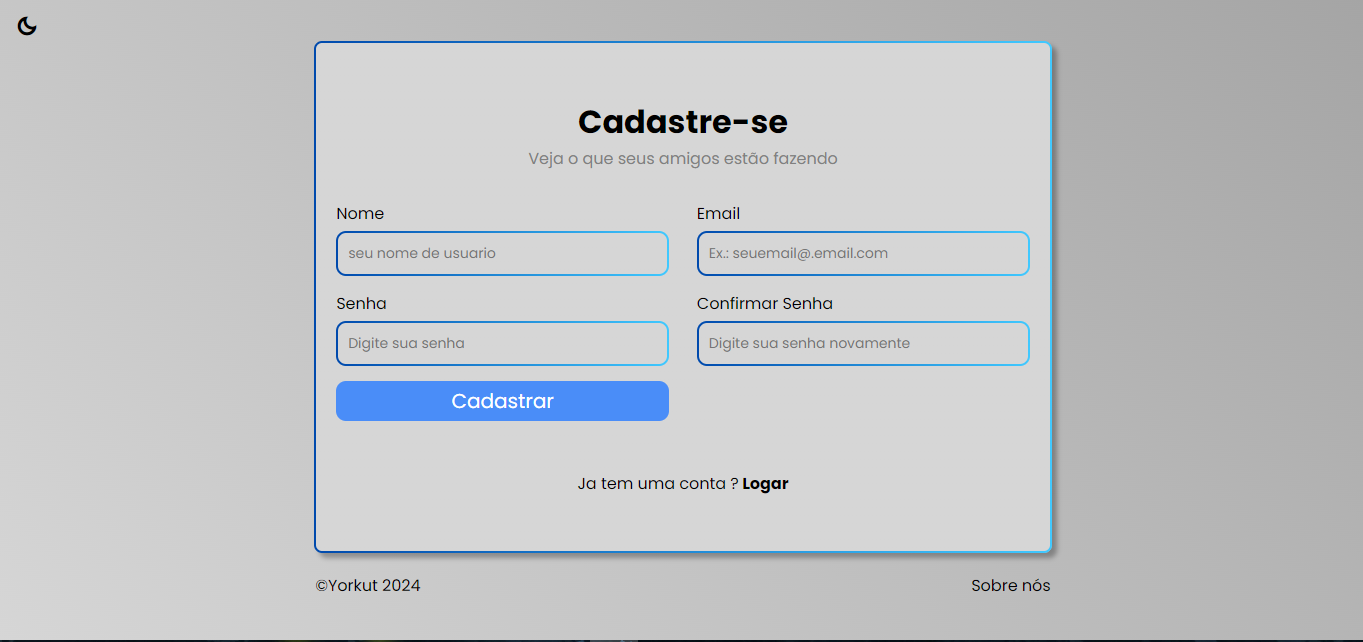 Cadastre-se
Veja o que seus amigos estão fazendo
Nome
Email
seu nome de usuario
Ex.: seuemail@.email.com
Senha
Confirmar Senha
Digite sua senha
Digite sua senha novamente
Cadastrar
Ja tem uma conta ? Logar
©Yorkut 2024
Sobre nós